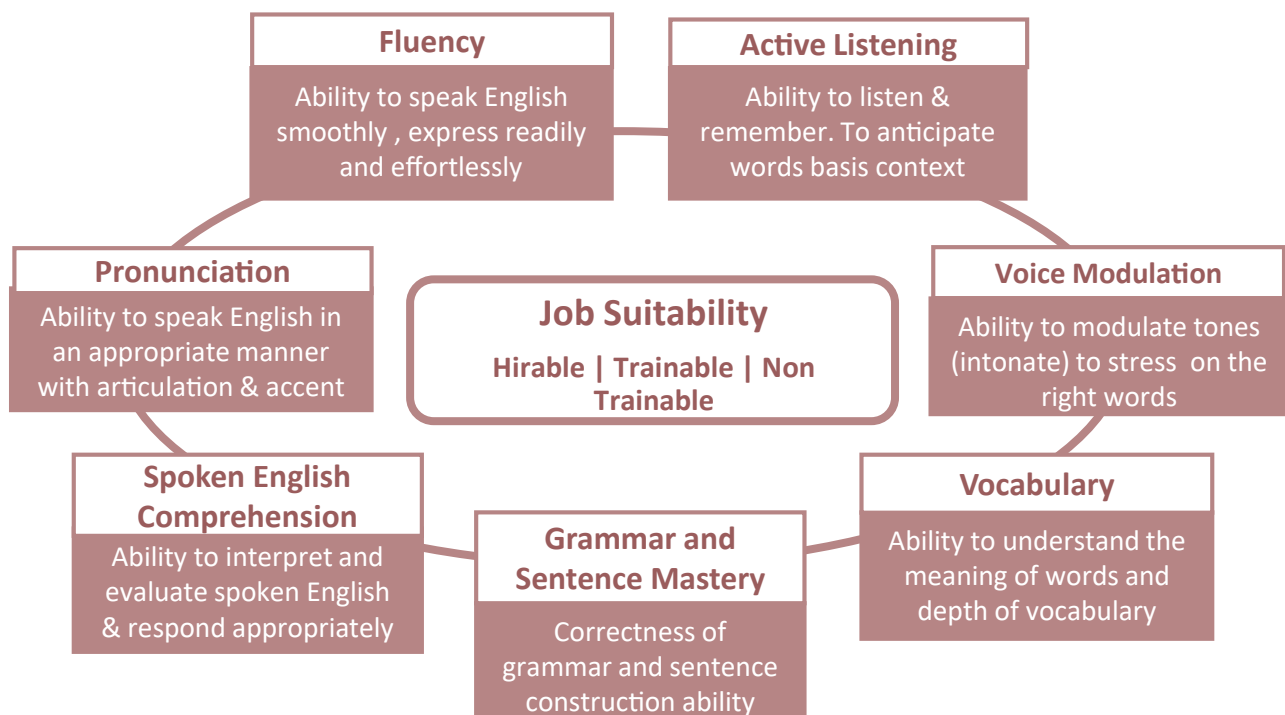 Fluency
Ability to speak English
smoothly , express readily
and effortlessly
Active Listening
Ability to listen &
remember. To anticipate
words basis context
Pronunciation
Ability to speak English in
an appropriate manner
with articulation & accent
Job Suitability
Hirable | Trainable | Non
Trainable
Voice Modulation
Ability to modulate tones
(intonate) to stress on the
right words
Spoken English
Comprehension
Ability to interpret and
evaluate spoken English
& respond appropriately
Grammar and
Sentence Mastery
Correctness of
grammar and sentence
construction ability
Vocabulary
Ability to understand the
meaning of words and
depth of vocabulary